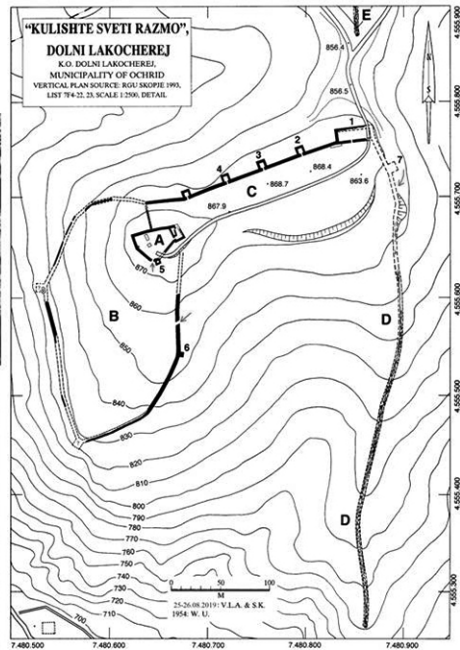 "KULISHTE SVETI RAZMO",
DOLNI LAKOCHEREJ
K.O. DOLNI LAKOCHEREJ,
MUNICIPALITY OF OCHRID
VERTICAL PLAN SOURCE: RGU SKOPJE 1993,
LIST 7F4-22, 23, SCALE 1:2500, DETAIL
E
N
S
856.4
4.555.800
856.5
1
2
3
4
7
868.4
863.6
868.7
C
867.9
4.555.700
A
5
870
860
4.555.600
B
D
850
6
840
4.555.500
830
820
810
800
790
780
770
760
750
740
730
720
710
700
D
4.555.400
0
50
100
M
4.555.300
25-26.08.2019: V.L.A. & S.K.
1954: W. U.
7.480.500
7.480.600
7.480.700
7.480.800
7.480.900